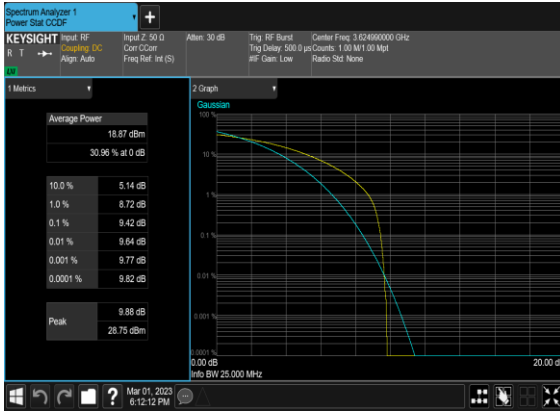 Spectrum Analyzer 1
Power Stat CCDF
KEYSIGHT
R T
Input: RF
Coupling: DC
Align: Auto
Input Z: 50 Ω
Corr CCorr
Freq Ref: Int (S)
Atten: 30 dB
Trig: RF Burst
Trig Delay: 500.0 µs
#IF Gain: Low
Center Freq: 3.624990000 GHz
Counts: 1.00 M/1.00 Mpt
Radio Std: None
1 Metrics
Average Power
18.87 dBm
30.96 % at 0 dB
10.0 % 5.14 dB
1.0 % 8.72 dB
0.1 % 9.42 dB
0.01 % 9.64 dB
0.001 % 9.77 dB
0.0001 % 9.82 dB
Peak
9.88 dB
28.75 dBm
2 Graph
Gaussian
100 %
10 %
1 %
0.1 %
0.01 %
0.001 %
0.0001 %
0.00 dB
20.00 d
Info BW 25.000 MHz
?
Mar 01, 2023
6:12:12 PM